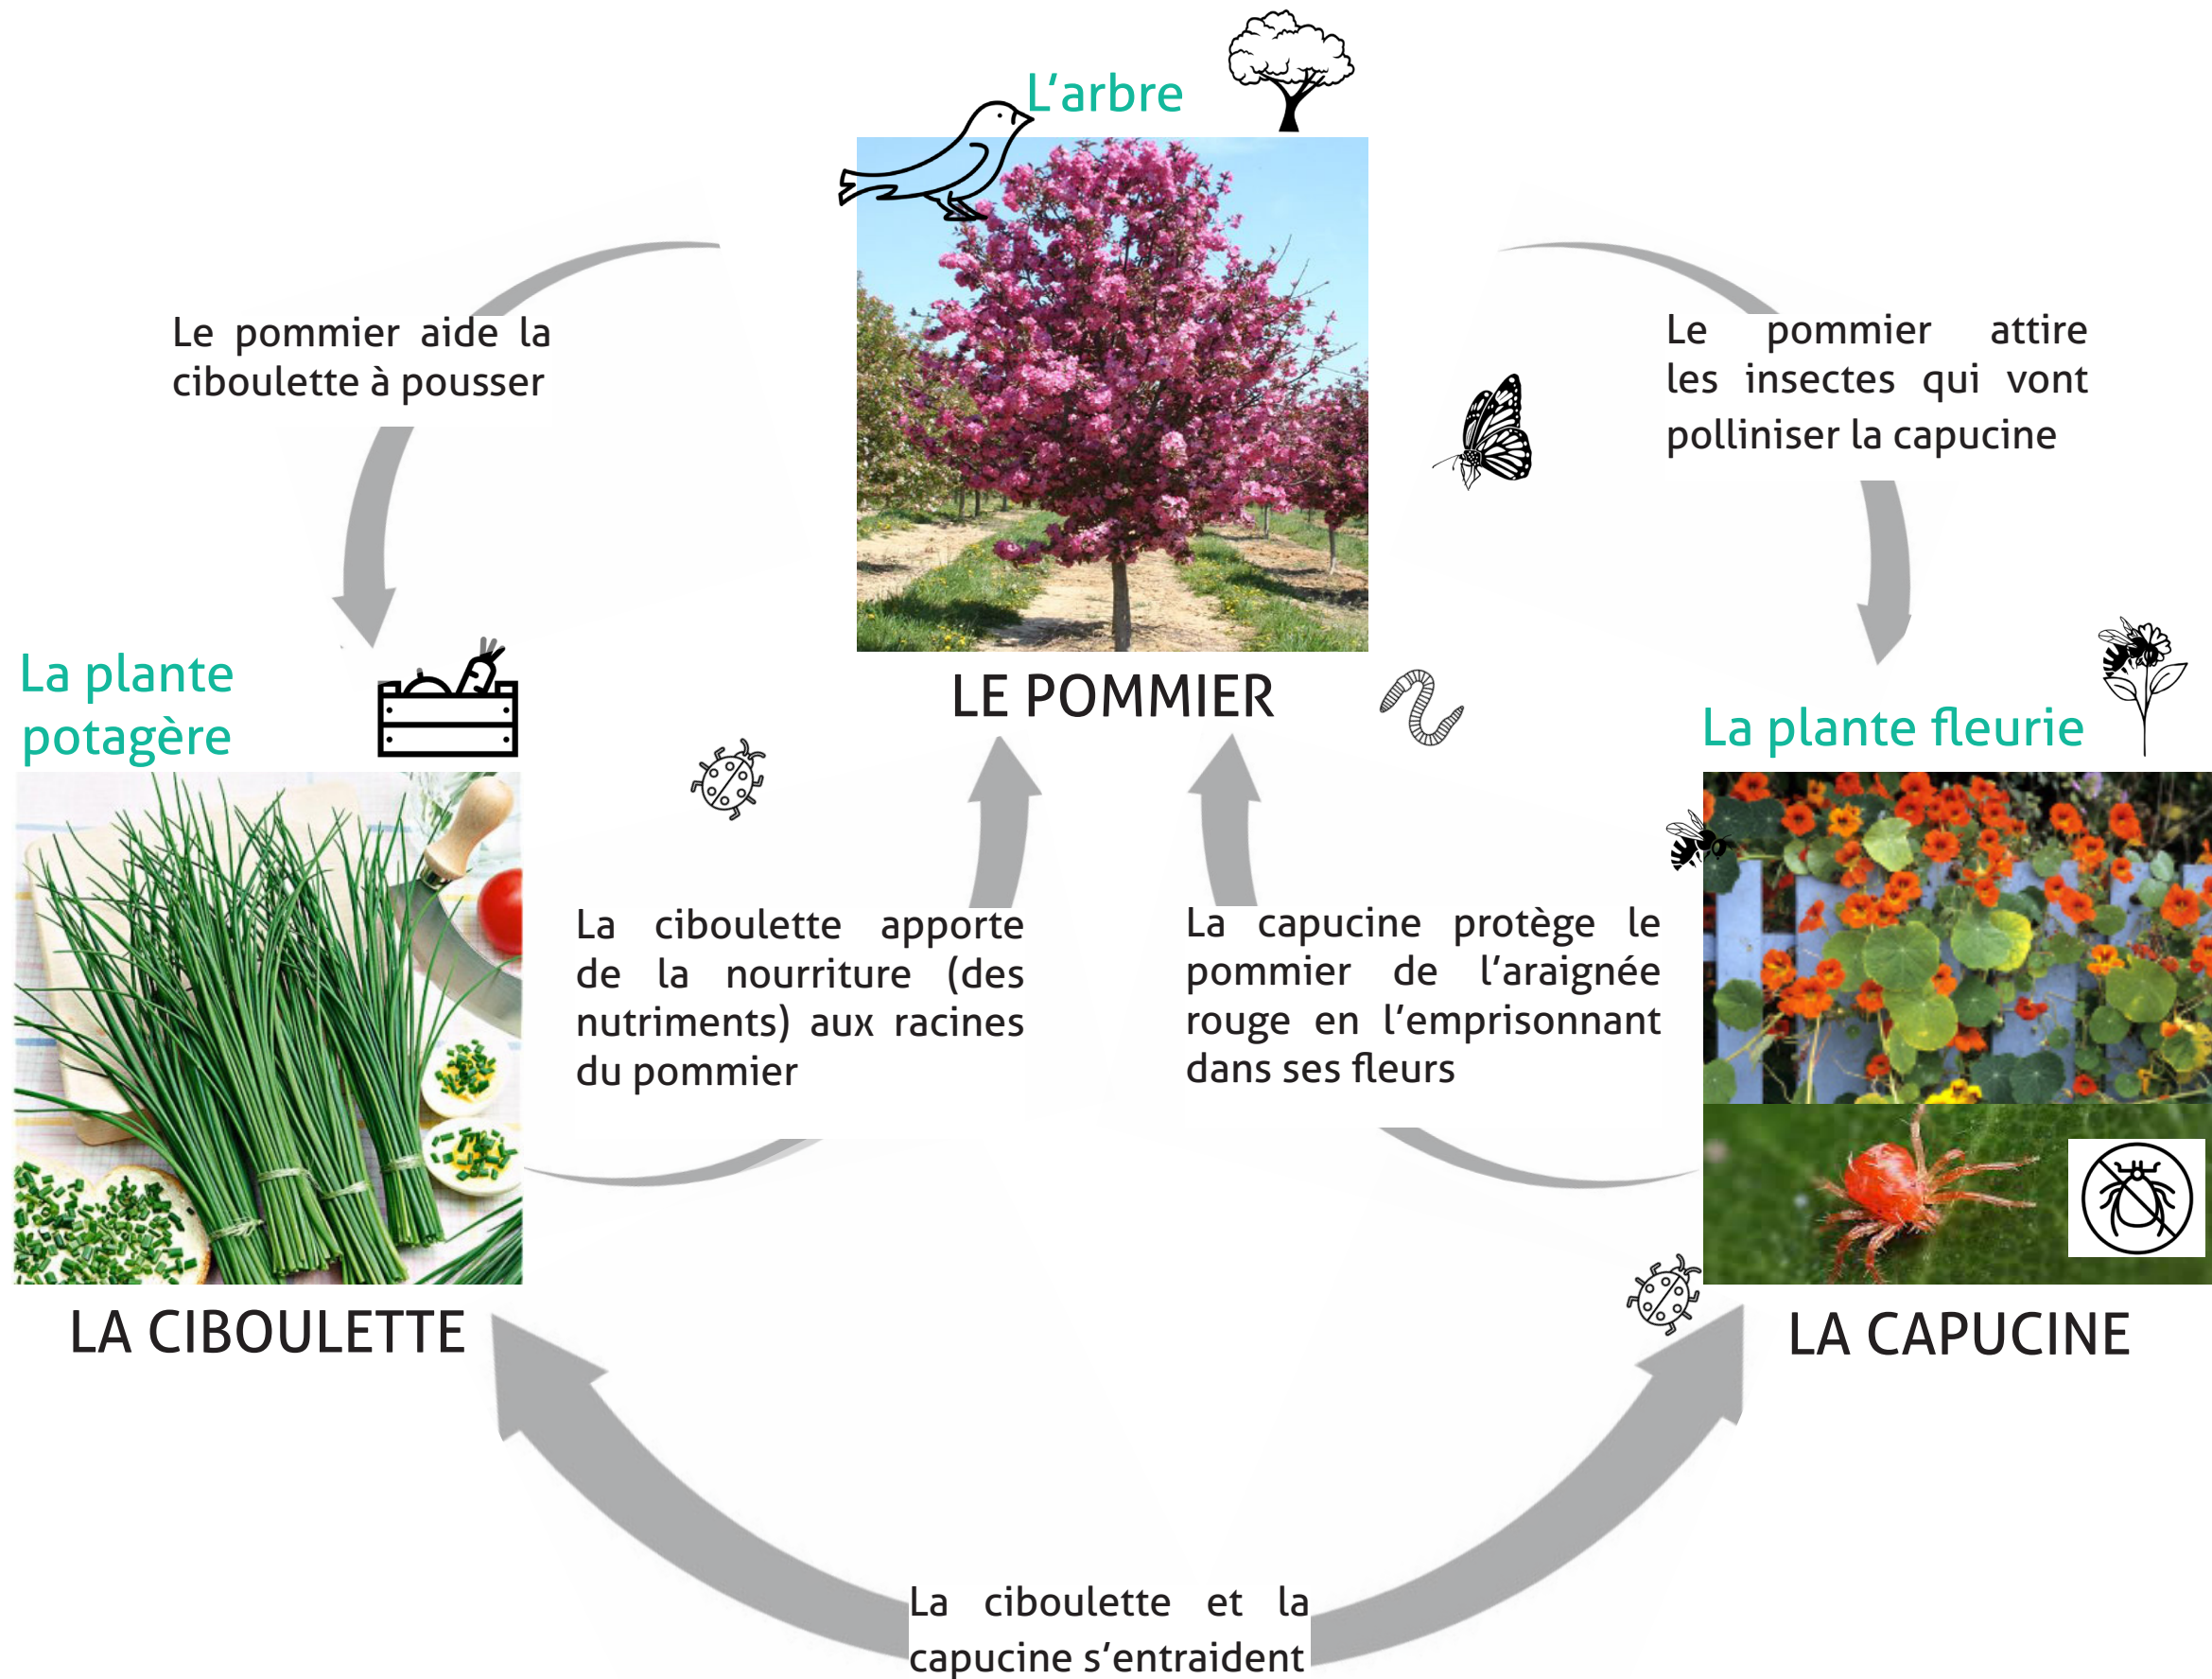 L'arbre
Le pommier aide la
ciboulette à pousser
Le pommier attire
les insectes qui vont
polliniser la capucine
LE POMMIER
La plante
potagère
La plante fleurie
La ciboulette apporte
de la nourriture (des
nutriments) aux racines
du pommier
La capucine protège le
pommier de l'araignée
rouge en l'emprisonnant
dans ses fleurs
LA CIBOULETTE
LA CAPUCINE
La ciboulette et la
capucine s'entraident